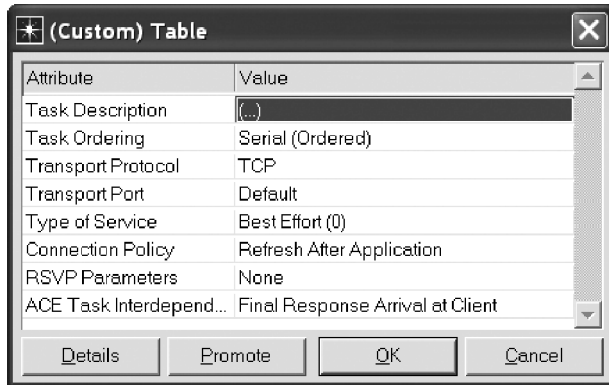 (Custom) Table
Attribute Value
Task Description (...)
Task Ordering Serial (Ordered)
Transport Protocol TCP
Transport Port Default
Type of Service Best Effort (0)
Connection Policy Refresh After Application
RSVP Parameters None
ACE Task Interdepend... Final Response Arrival at Client
Details Promote OK Cancel